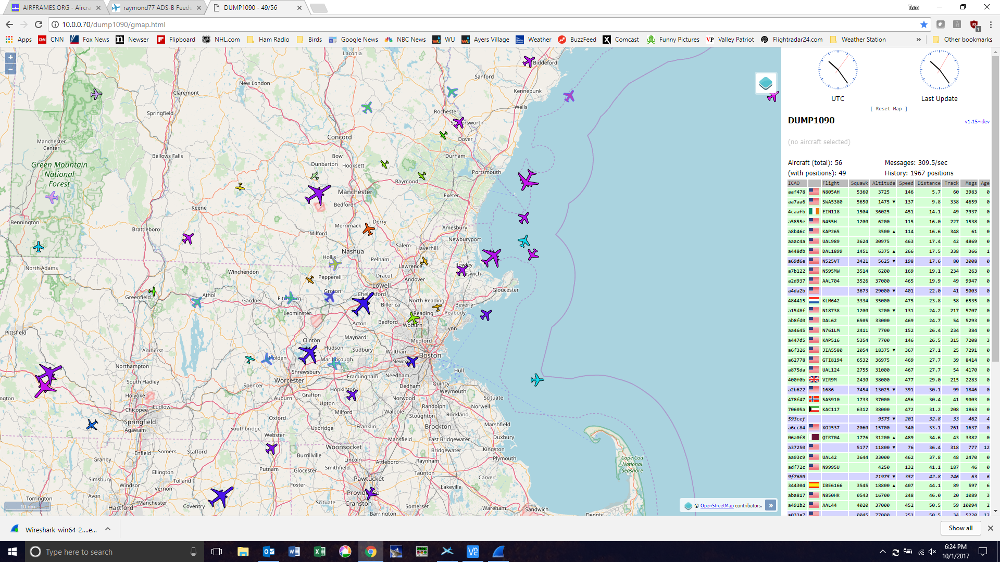 AIRFRAMES.ORG - Aircra
raymond77 ADS-B Feede
DUMP1090 - 49/56
Tom
10.0.0.70/dump1090/gmap.html
Apps CNN Fox News Newser Flipboard NHL.com Ham Radio Birds Google News NBC News WU Ayers Village Weather BuzzFeed Comcast Funny Pictures Valley Patriot Flightradar24.com Weather Station » Other bookmarks
+
−
Laconia
Biddeford
New London
Sanford
Claremont
Kennebunk
Springfield
Rochester
Wells
Somersworth
Concord
Dover
Manchester Center
Bellows Falls
Bow
Durham
Green Mountain National Forest
Dunbarton
Hooksett
Portsmouth
Raymond
Manchester
Exeter
Keene
Bedford
Bennington
Derry
Merrimack
Amesbury
Brattleboro
Milford
Newburyport
Salem
Haverhill
Nashua
Hollis
Pelham
North Adams
Winchendon
Lawrence
Rowley
Ipswich
Pepperell
Dracut
Andover
Lowell
Gloucester
Greenfield
Athol
Groton
Chelmsford
Gardner
Fitchburg
North Reading
Billerica
Beverly
Leominster
Reading
Peabody
Acton
Bedford
Woburn
Lynn
Pittsfield
Clinton
Maynard
Medford
Amherst
Hudson
Sudbury
Waltham
Boston
Holden
Marlborough
Newton
Northampton
Shrewsbury
Framingham
Needham
Hull
South Hadley
Worcester
Spencer
Hopkinton
Dedham
Quincy
Weymouth
Holyoke
Auburn
Grafton
Norwood
Scituate
Ludlow
Upton
Randolph
Norwell
Chicopee
Oxford
Milford
Walpole
Stoughton
Rockland
Springfield
Agawam
Southbridge
Uxbridge
Franklin
Brockton
Marshfield
Webster
Mansfield
East Bridgewater
Duxbury
Woonsocket
Enfield
Somers
Stafford
Bridgewater
Kingston
Granby
Burrillville
Lincoln
Attleboro
Raynham
Plymouth
Cape Cod National Seashore
Ellington
Putnam
Glocester
Smithfield
Taunton
Simsbury
Tolland
Pawtucket
Carver
Windsor
Vernon
Foster
Providence
Lakeville
Avon
Torrington
Manchester
Coventry
Scituate
Cranston
Somerset
Wareham
Sandwich
Hartford
Barrington
Dennis
10 nm
© OpenStreetMap contributors. »
UTC
Last Update
[ Reset Map ]
DUMP1090
v1.15~dev
(no aircraft selected)
Aircraft (total): 56 Messages: 309.5/sec
(with positions): 49 History: 1967 positions
ICAO Flight Squawk Altitude Speed Distance Track Msgs Age
aaf478 N805AH 5360 3725 146 5.7 60 3983 0
aa7aa6 SWA5380 5650 1475 ▼ 137 9.8 338 4659 0
4caafb EIN118 1504 36025 451 14.1 49 7937 0
a5855e N455H 1200 6200 115 16.0 227 1538 0
a8b46c KAP265 3500 ▲ 114 16.6 348 61 0
aaac4a UAL989 3624 30975 463 17.4 42 4869 0
a448db DAL1899 1451 6375 ▲ 266 17.5 338 366 1
a69d6e N525VT 3421 5625 ▼ 198 17.6 80 3008 0
a7b122 N595MW 3514 6200 169 19.1 234 263 0
a2d937 AAL704 3526 37000 465 19.9 49 9947 0
a4da2b 3673 29000 ▼ 401 22.0 41 5003 0
484415 KLM642 3334 35000 475 23.8 58 6535 0
a15d8f N18738 1200 3200 ▼ 131 24.2 217 5707 0
ab8fd0 DAL62 6505 33000 469 24.7 54 5293 0
aa4645 N761LM 2411 7700 152 26.4 234 384 0
a447d5 KAP516 5354 7700 146 26.5 315 7208 3
a6f326 JIA5580 2054 18375 ▼ 367 27.1 25 7291 0
a62778 GTI8194 6532 36975 469 27.7 39 8414 0
a875da UAL124 2755 31000 467 27.7 54 4170 0
400f0b VIR9M 2430 38000 477 29.0 215 2283 0
a2b622 1686 7454 13025 ▼ 391 30.1 99 1846 0
478f47 SAS910 1733 37000 456 30.4 41 9003 0
70605a KAC117 6312 38000 472 31.2 208 1863 0
593cef 9575 ▼ 201 32.8 33 462 4
a6cc84 XOJ537 2060 15700 340 33.1 261 1637 0
06a0f8 QTR704 1776 31200 ▲ 489 34.6 43 3382 0
a37250 5177 11800 ▼ 76 36.4 318 777 12
aa93c9 UAL42 3644 33000 462 37.8 48 2470 0
adf72c N9995U 4250 132 41.1 187 46 0
9f7680 21975 ▼ 352 42.8 246 63 6
344304 IBE6166 3545 18800 ▲ 407 44.1 89 597 6
aba817 N850HR 0543 16700 248 46.0 20 1089 3
a491b2 AAL44 4020 37000 452 50.5 59 10094 2
Wireshark-win64-2....e...
Show all
Type here to search
6:24 PM
10/1/2017